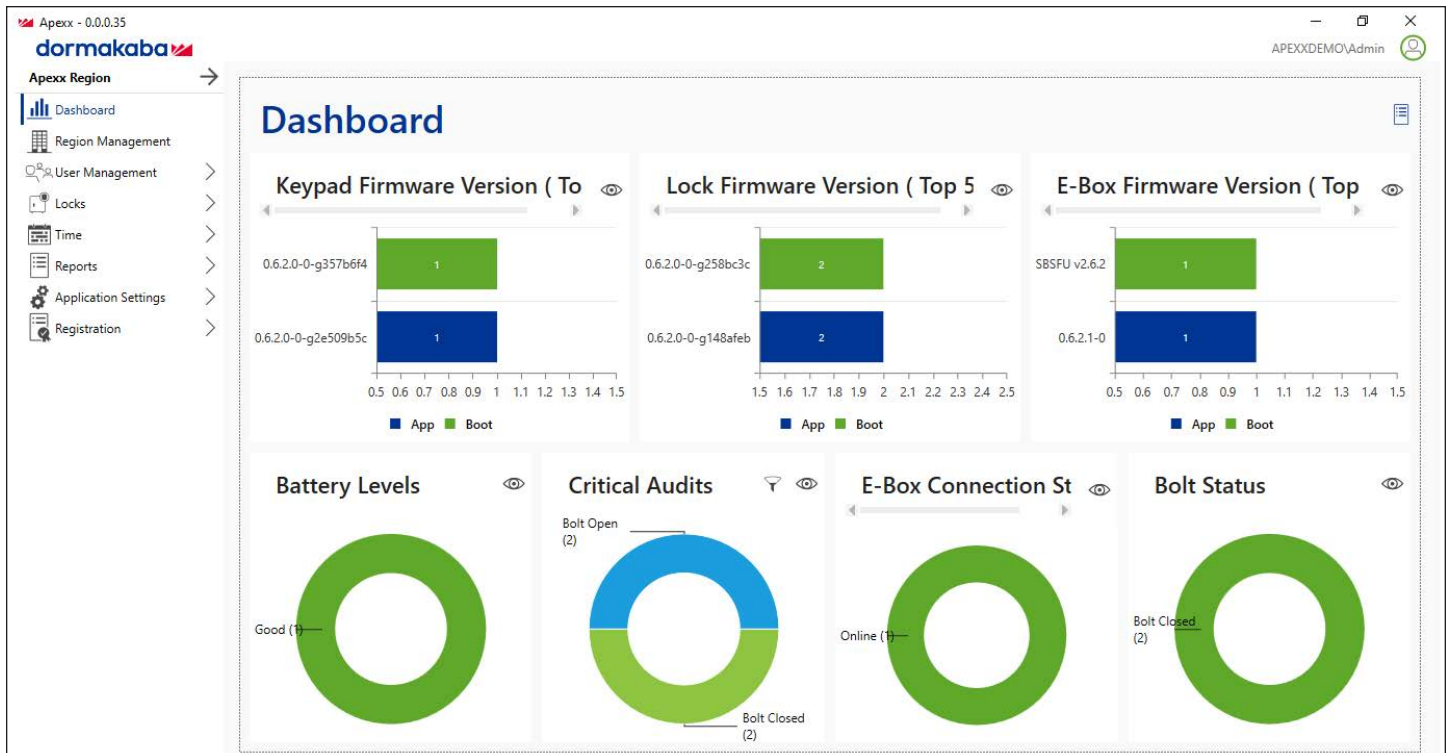 Apexx - 0.0.0.35
dormakaba
APEXXDEMO\Admin
Apexx Region
Dashboard
Region Management
User Management
Locks
Time
Reports
Application Settings
Registration
Dashboard
Keypad Firmware Version ( To
0.6.2.0-0-g357b6f4
1
0.6.2.0-0-g2e509b5c
1
0.5 0.6 0.7 0.8 0.9 1 1.1 1.2 1.3 1.4 1.5
App Boot
Lock Firmware Version ( Top 5
0.6.2.0-0-g258bc3c
2
0.6.2.0-0-g148afeb
2
1.5 1.6 1.7 1.8 1.9 2 2.1 2.2 2.3 2.4 2.5
App Boot
E-Box Firmware Version ( Top
SBSFU v2.6.2
1
0.6.2.1-0
1
0.5 0.6 0.7 0.8 0.9 1 1.1 1.2 1.3 1.4 1.5
App Boot
Battery Levels
Good (1)
Critical Audits
Bolt Open
(2)
Bolt Closed
(2)
E-Box Connection St
Online (1)
Bolt Status
Bolt Closed
(2)